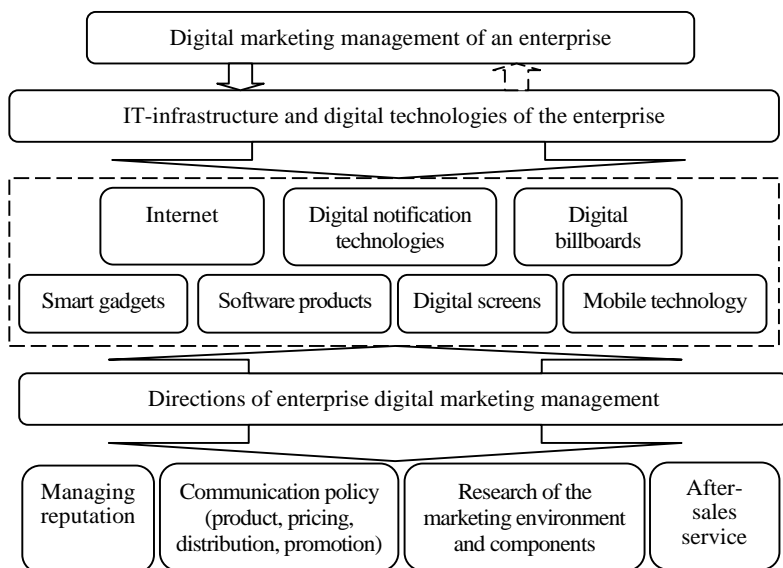 Digital marketing management of an enterprise
IT-infrastructure and digital technologies of the enterprise
Internet
Digital notification
technologies
Digital
billboards
Smart gadgets
Software products
Digital screens
Mobile technology
Directions of enterprise digital marketing management
Managing
reputation
Communication policy
(product, pricing,
distribution, promotion)
Research of the
marketing environment
and components
After-
sales
service